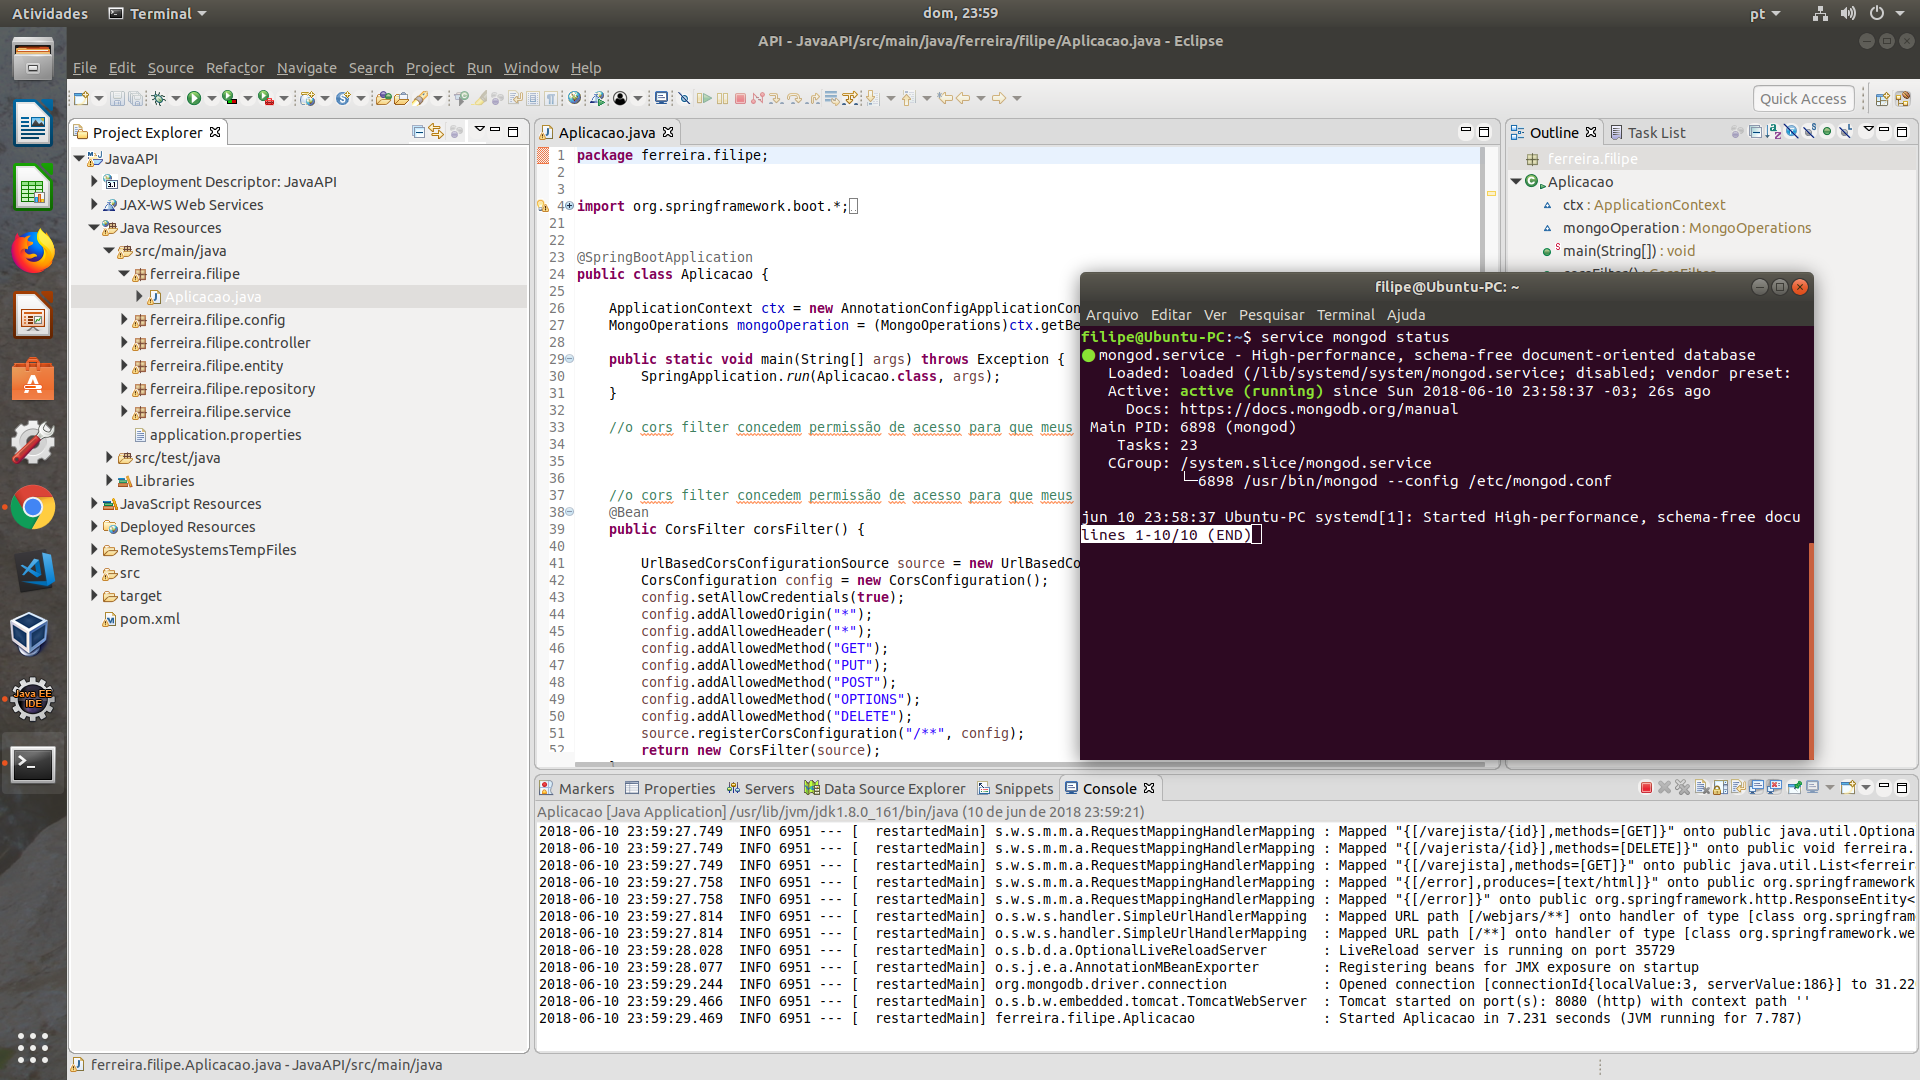 Atividades
Terminal
dom, 23:59
pt
API - JavaAPI/src/main/java/ferreira/filipe/Aplicacao.java - Eclipse
File Edit Source Refactor Navigate Search Project Run Window Help
Quick Access
Project Explorer
JavaAPI
Deployment Descriptor: JavaAPI
JAX-WS Web Services
Java Resources
src/main/java
ferreira.filipe
Aplicacao.java
ferreira.filipe.config
ferreira.filipe.controller
ferreira.filipe.entity
ferreira.filipe.repository
ferreira.filipe.service
application.properties
src/test/java
Libraries
JavaScript Resources
Deployed Resources
RemoteSystemsTempFiles
src
target
pom.xml
Java EE
IDE
Aplicacao.java
1 package ferreira.filipe;
2
3
4 import org.springframework.boot.*;
21
22
23 @SpringBootApplication
24 public class Aplicacao {
25
26 ApplicationContext ctx = new AnnotationConfigApplicationCon
27 MongoOperations mongoOperation = (MongoOperations)ctx.getBe
28
29 public static void main(String[] args) throws Exception {
30 SpringApplication.run(Aplicacao.class, args);
31 }
32
33 //o cors filter concedem permissão de acesso para que meus
34
35
36
37 //o cors filter concedem permissão de acesso para que meus
38 @Bean
39 public CorsFilter corsFilter() {
40
41 UrlBasedCorsConfigurationSource source = new UrlBasedCo
42 CorsConfiguration config = new CorsConfiguration();
43 config.setAllowCredentials(true);
44 config.addAllowedOrigin("*");
45 config.addAllowedHeader("*");
46 config.addAllowedMethod("GET");
47 config.addAllowedMethod("PUT");
48 config.addAllowedMethod("POST");
49 config.addAllowedMethod("OPTIONS");
50 config.addAllowedMethod("DELETE");
51 source.registerCorsConfiguration("/**", config);
52 return new CorsFilter(source);
Outline
Task List
ferreira.filipe
Aplicacao
ctx : ApplicationContext
mongoOperation : MongoOperations
main(String[]) : void
filipe@Ubuntu-PC: ~
Arquivo Editar Ver Pesquisar Terminal Ajuda
filipe@Ubuntu-PC:~$ service mongod status
mongod.service - High-performance, schema-free document-oriented database
Loaded: loaded (/lib/systemd/system/mongod.service; disabled; vendor preset:
Active: active (running) since Sun 2018-06-10 23:58:37 -03; 26s ago
Docs: https://docs.mongodb.org/manual
Main PID: 6898 (mongod)
Tasks: 23
CGroup: /system.slice/mongod.service
└─6898 /usr/bin/mongod --config /etc/mongod.conf
jun 10 23:58:37 Ubuntu-PC systemd[1]: Started High-performance, schema-free docu
lines 1-10/10 (END)
Markers Properties Servers Data Source Explorer Snippets Console
Aplicacao [Java Application] /usr/lib/jvm/jdk1.8.0_161/bin/java (10 de jun de 2018 23:59:21)
2018-06-10 23:59:27.749 INFO 6951 --- [ restartedMain] s.w.s.m.m.a.RequestMappingHandlerMapping : Mapped "{[/varejista/{id}],methods=[GET]}" onto public java.util.Optiona
2018-06-10 23:59:27.749 INFO 6951 --- [ restartedMain] s.w.s.m.m.a.RequestMappingHandlerMapping : Mapped "{[/vajerista/{id}],methods=[DELETE]}" onto public void ferreira.
2018-06-10 23:59:27.749 INFO 6951 --- [ restartedMain] s.w.s.m.m.a.RequestMappingHandlerMapping : Mapped "{[/varejista],methods=[GET]}" onto public java.util.List<ferreir
2018-06-10 23:59:27.758 INFO 6951 --- [ restartedMain] s.w.s.m.m.a.RequestMappingHandlerMapping : Mapped "{[/error],produces=[text/html]}" onto public org.springframework
2018-06-10 23:59:27.758 INFO 6951 --- [ restartedMain] s.w.s.m.m.a.RequestMappingHandlerMapping : Mapped "{[/error]}" onto public org.springframework.http.ResponseEntity<
2018-06-10 23:59:27.814 INFO 6951 --- [ restartedMain] o.s.w.s.handler.SimpleUrlHandlerMapping : Mapped URL path [/webjars/**] onto handler of type [class org.springfram
2018-06-10 23:59:27.814 INFO 6951 --- [ restartedMain] o.s.w.s.handler.SimpleUrlHandlerMapping : Mapped URL path [/**] onto handler of type [class org.springframework.we
2018-06-10 23:59:28.028 INFO 6951 --- [ restartedMain] o.s.b.d.a.OptionalLiveReloadServer : LiveReload server is running on port 35729
2018-06-10 23:59:28.077 INFO 6951 --- [ restartedMain] o.s.j.e.a.AnnotationMBeanExporter : Registering beans for JMX exposure on startup
2018-06-10 23:59:29.244 INFO 6951 --- [ restartedMain] org.mongodb.driver.connection : Opened connection [connectionId{localValue:3, serverValue:186}] to 31.22
2018-06-10 23:59:29.466 INFO 6951 --- [ restartedMain] o.s.b.w.embedded.tomcat.TomcatWebServer : Tomcat started on port(s): 8080 (http) with context path ''
2018-06-10 23:59:29.469 INFO 6951 --- [ restartedMain] ferreira.filipe.Aplicacao : Started Aplicacao in 7.231 seconds (JVM running for 7.787)
ferreira.filipe.Aplicacao.java - JavaAPI/src/main/java